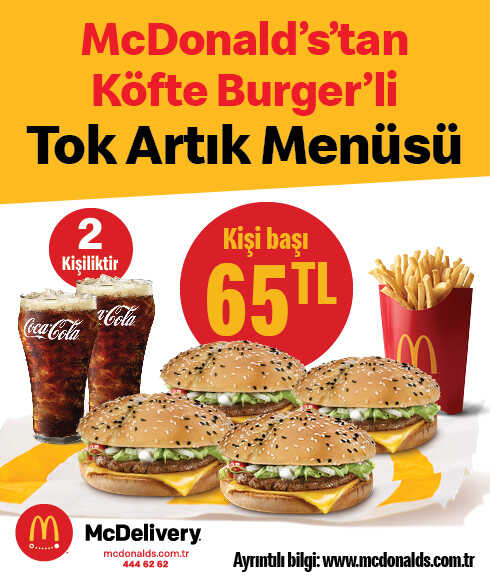 McDonald's'tan
Köfte Burger'li
Tok Artık Menüsü
2
Kişiliktir
Kişi başı
65TL
Coca-Cola
Coca-Cola
McDelivery
mcdonalds.com.tr
444 62 62
Ayrıntılı bilgi: www.mcdonalds.com.tr